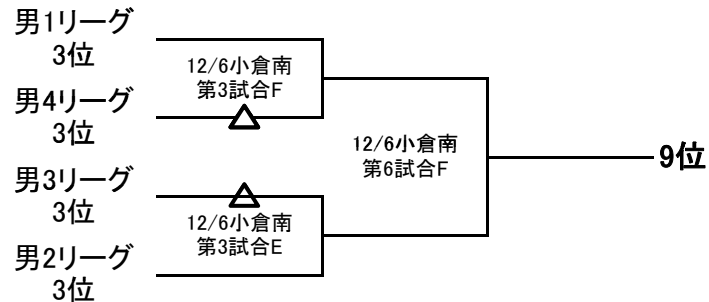 男1リーグ
3位
12/6小倉南
第3試合F
男4リーグ
3位
12/6小倉南
第6試合F
9位
男3リーグ
3位
12/6小倉南
第3試合E
男2リーグ
3位